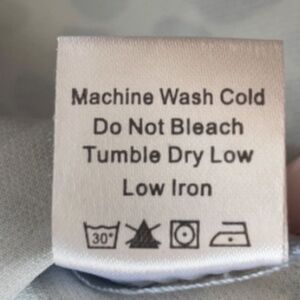 Machine Wash Cold
Do Not Bleach
Tumble Dry Low
Low Iron
30°